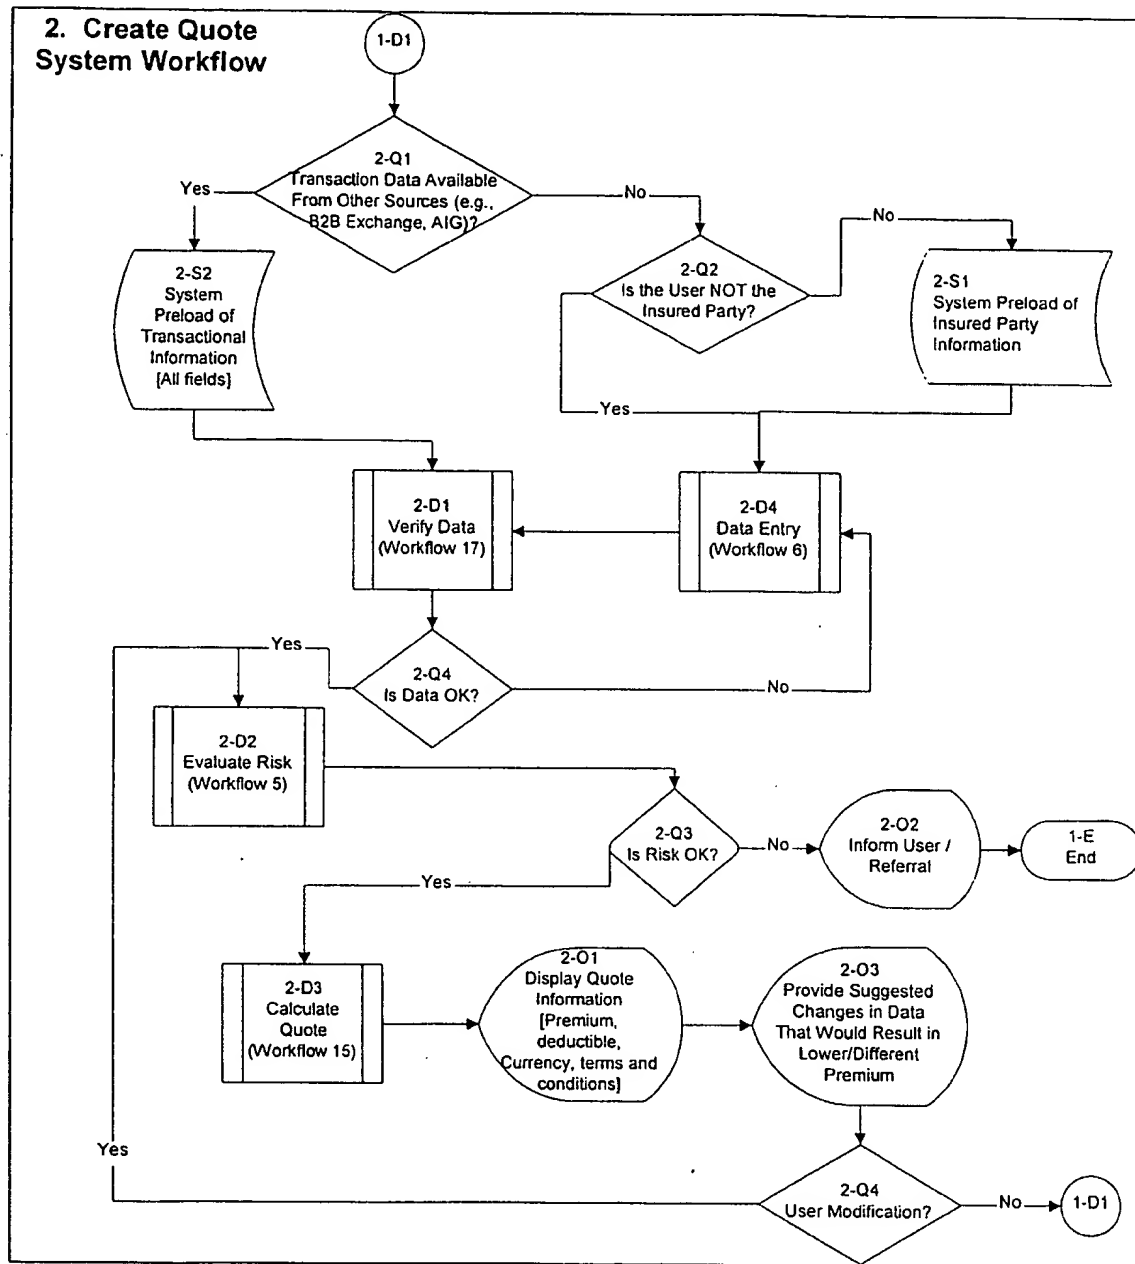 2. Create Quote
System Workflow
1-D1
2-Q1
Transaction Data Available
From Other Sources (e.g.,
B2B Exchange, AIG)?
Yes
No
2-Q2
Is the User NOT the
Insured Party?
No
Yes
2-S2
System
Preload of
Transactional
Information
[All fields]
2-S1
System Preload of
Insured Party
Information
2-D1
Verify Data
(Workflow 17)
2-D4
Data Entry
(Workflow 6)
Yes
2-Q4
Is Data OK?
No
2-D2
Evaluate Risk
(Workflow 5)
2-Q3
Is Risk OK?
No
2-O2
Inform User /
Referral
1-E
End
Yes
2-D3
Calculate
Quote
(Workflow 15)
2-O1
Display Quote
Information
[Premium,
deductible,
Currency, terms and
conditions]
2-O3
Provide Suggested
Changes in Data
That Would Result in
Lower/Different
Premium
Yes
2-Q4
User Modification?
No
1-D1